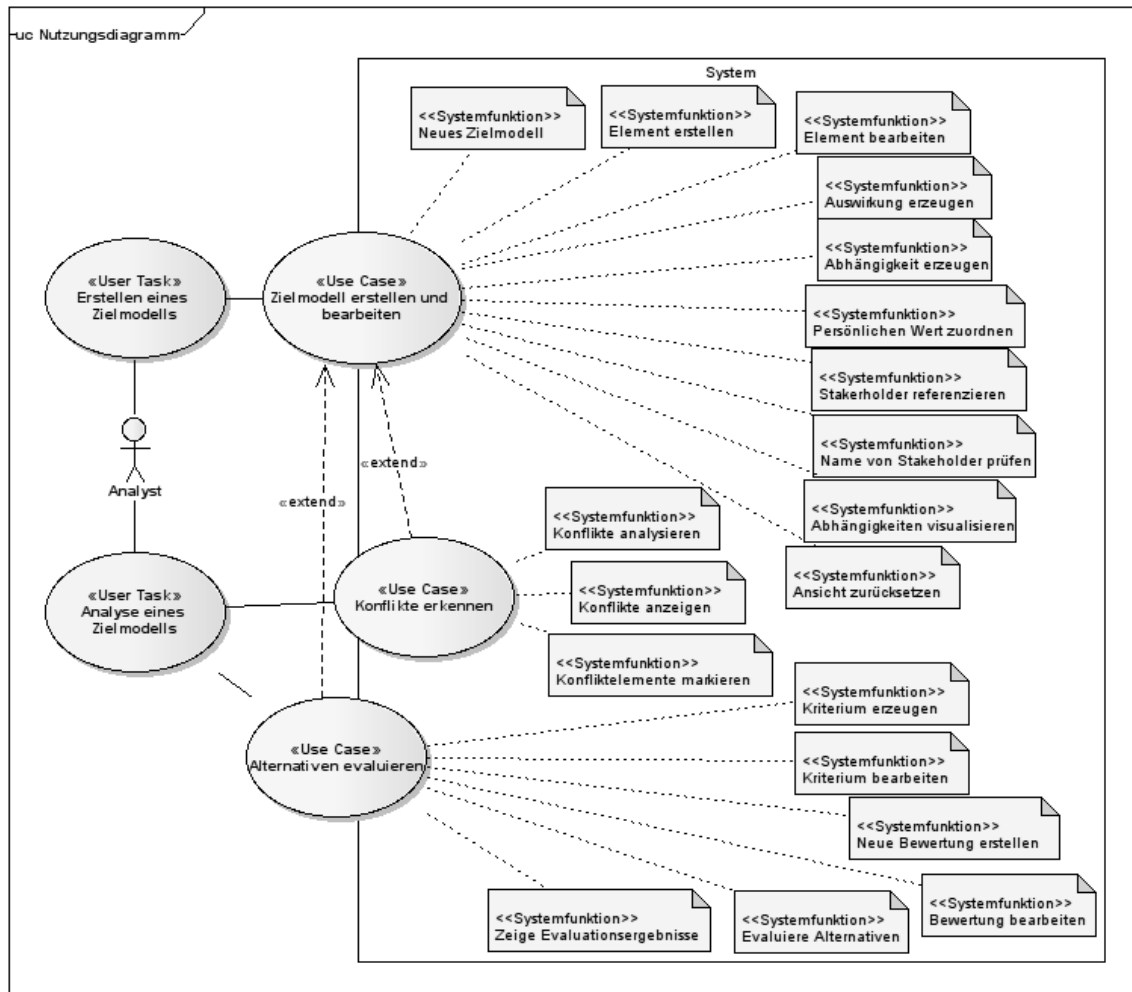 uc Nutzungsdiagramm
System
<<Systemfunktion>>
Neues Zielmodell
<<Systemfunktion>>
Element erstellen
<<Systemfunktion>>
Element bearbeiten
<<Systemfunktion>>
Auswirkung erzeugen
<<Systemfunktion>>
Abhängigkeit erzeugen
«User Task»
Erstellen eines
Zielmodells
«Use Case»
Zielmodell erstellen und
bearbeiten
<<Systemfunktion>>
Persönlichen Wert zuordnen
<<Systemfunktion>>
Stakerholder referenzieren
<<Systemfunktion>>
Name von Stakeholder prüfen
<<Systemfunktion>>
Abhängigkeiten visualisieren
<<Systemfunktion>>
Ansicht zurücksetzen
Analyst
«extend»
«extend»
<<Systemfunktion>>
Konflikte analysieren
<<Systemfunktion>>
Konflikte anzeigen
<<Systemfunktion>>
Konfliktelemente markieren
«User Task»
Analyse eines
Zielmodells
«Use Case»
Konflikte erkennen
«Use Case»
Alternativen evaluieren
<<Systemfunktion>>
Kriterium erzeugen
<<Systemfunktion>>
Kriterium bearbeiten
<<Systemfunktion>>
Neue Bewertung erstellen
<<Systemfunktion>>
Bewertung bearbeiten
<<Systemfunktion>>
Zeige Evaluationsergebnisse
<<Systemfunktion>>
Evaluiere Alternativen